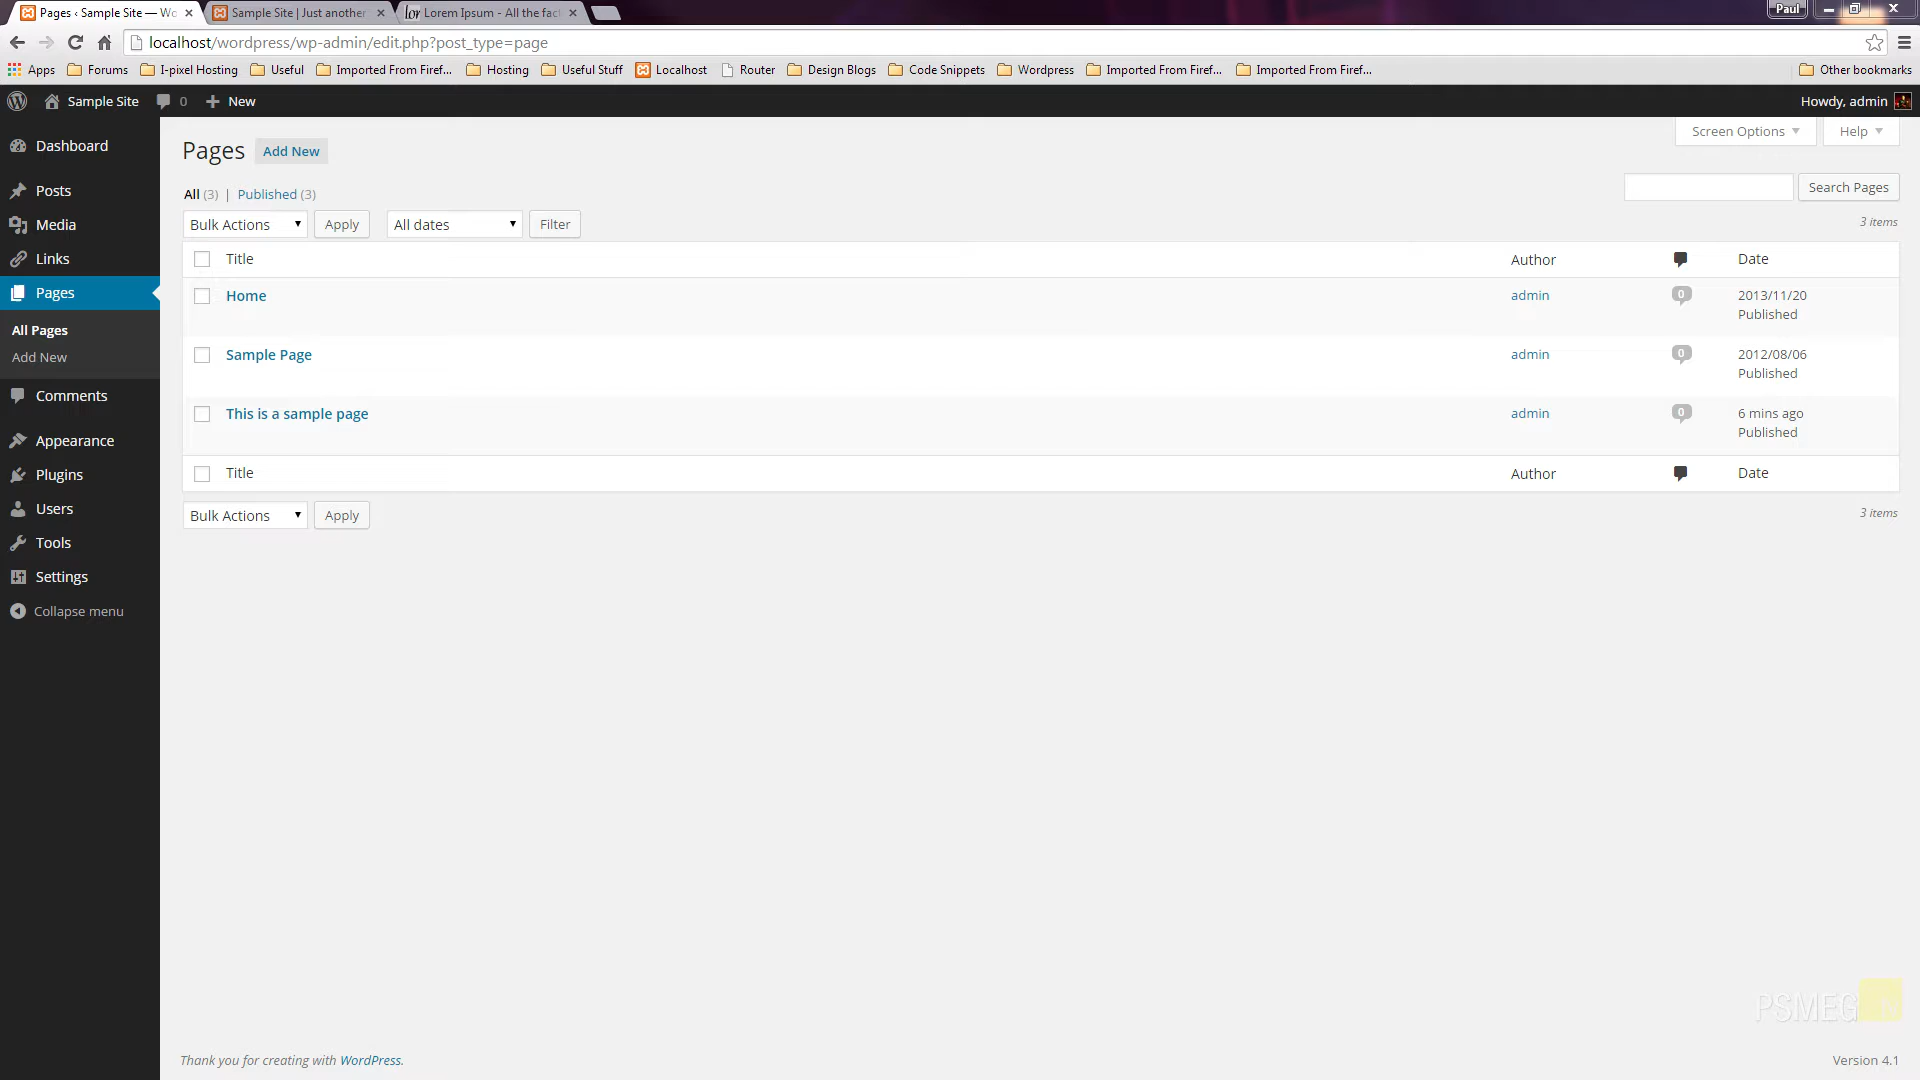 Pages ‹ Sample Site — Wo
Sample Site | Just another
Lorem Ipsum - All the fac
Paul
localhost/wordpress/wp-admin/edit.php?post_type=page
Apps Forums I-pixel Hosting Useful Imported From Firef... Hosting Useful Stuff Localhost Router Design Blogs Code Snippets Wordpress Imported From Firef... Imported From Firef... Other bookmarks
Sample Site 0 New Howdy, admin
Screen Options Help
Dashboard
Posts
Media
Links
Pages
All Pages
Add New
Comments
Appearance
Plugins
Users
Tools
Settings
Collapse menu
Pages Add New
All (3) | Published (3)
Search Pages
Bulk Actions Apply All dates Filter
3 items
Title Author Date
Home admin 0 2013/11/20
Published
Sample Page admin 0 2012/08/06
Published
This is a sample page admin 0 6 mins ago
Published
Title Author Date
Bulk Actions Apply
3 items
PSMEG
Thank you for creating with WordPress.
Version 4.1